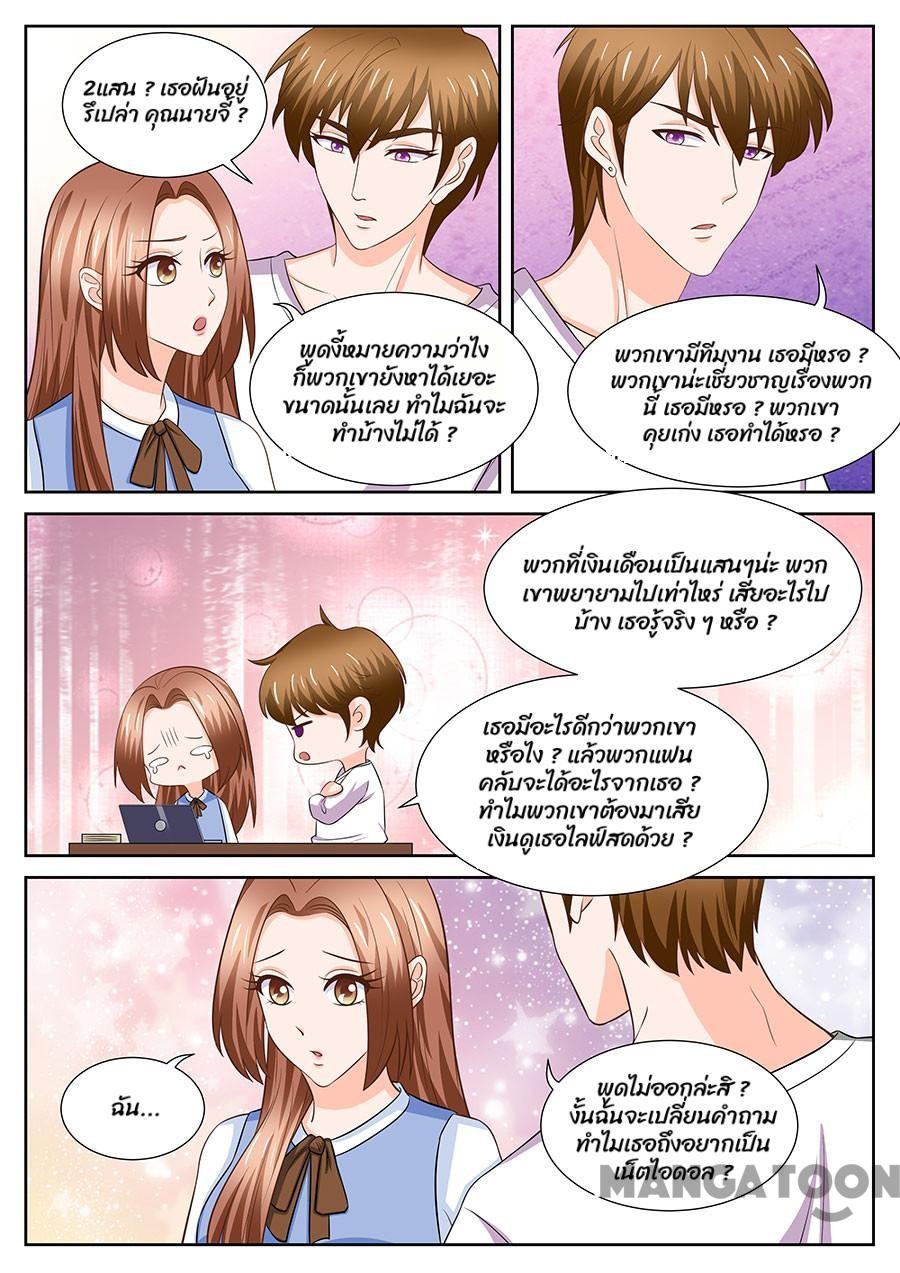 2แสน ? เธอฝันอยู่
รึเปล่า คุณนายจี้ ?
พูดงี้หมายความว่าไง
ก็พวกเขายังหาได้เยอะ
ขนาดนั้นเลย ทำไมฉันจะ
ทำบ้างไม่ได้ ?
พวกเขามีทีมงาน เธอมีหรอ ?
พวกเขาน่ะเชี่ยวชาญเรื่องพวก
นี้ เธอมีหรอ ? พวกเขา
คุยเก่ง เธอทำได้หรอ ?
พวกที่เงินเดือนเป็นแสนๆน่ะ พวก
เขาพยายามไปเท่าไหร่ เสียอะไรไป
บ้าง เธอรู้จริง ๆ หรือ ?
เธอมีอะไรดีกว่าพวกเขา
หรือไง ? แล้วพวกแฟน
คลับจะได้อะไรจากเธอ ?
ทำไมพวกเขาต้องมาเสีย
เงินดูเธอไลฟ์สดด้วย ?
ฉัน...
พูดไม่ออกล่ะสิ ?
งั้นฉันจะเปลี่ยนคำถาม
ทำไมเธอถึงอยากเป็น
เน็ตไอดอล ?
MANGATOON